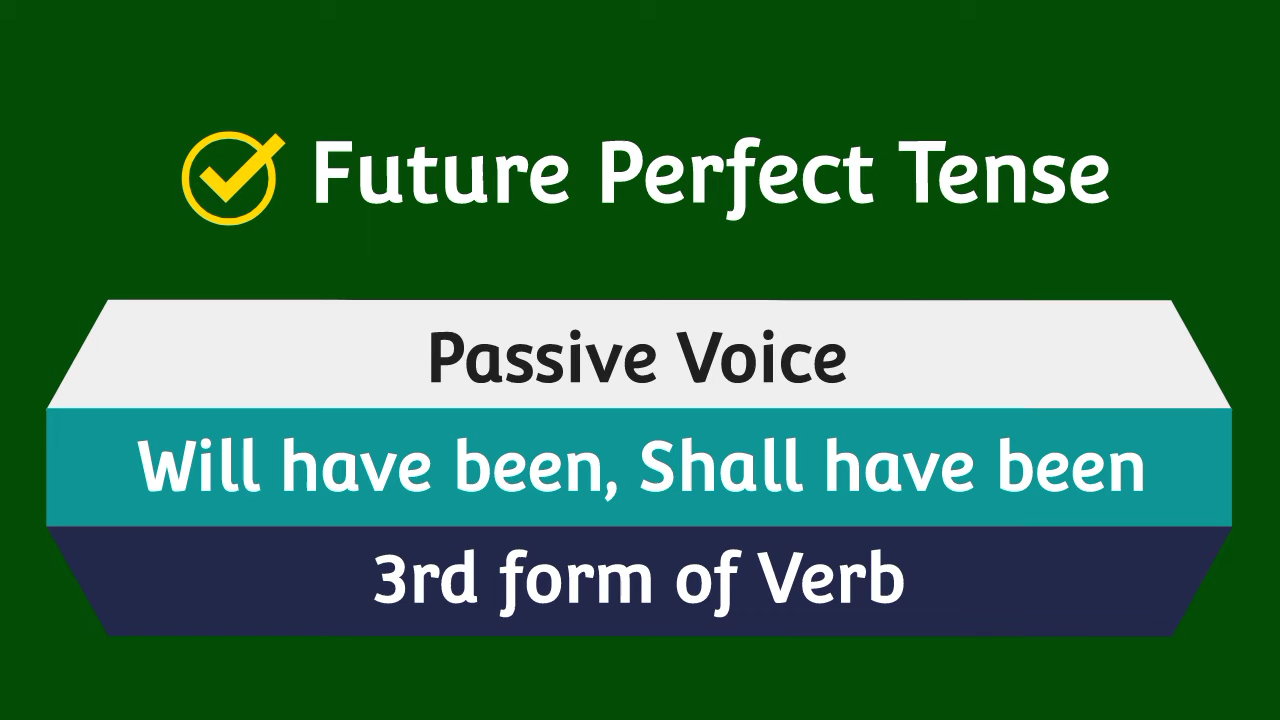 Future Perfect Tense
Passive Voice
Will have been, Shall have been
3rd form of Verb